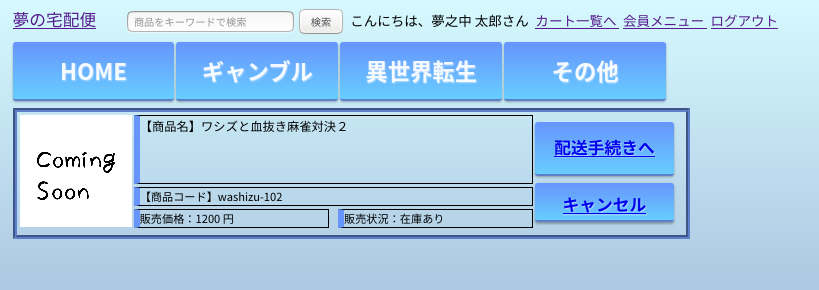 夢の宅配便 商品をキーワードで検索 検索 こんにちは、夢之中 太郎さん カート一覧へ 会員メニュー ログアウト
HOME ギャンブル 異世界転生 その他
Coming
Soon
【商品名】ワシズと血抜き麻雀対決２
【商品コード】washizu-102
販売価格：1200 円 販売状況：在庫あり
配送手続きへ
キャンセル